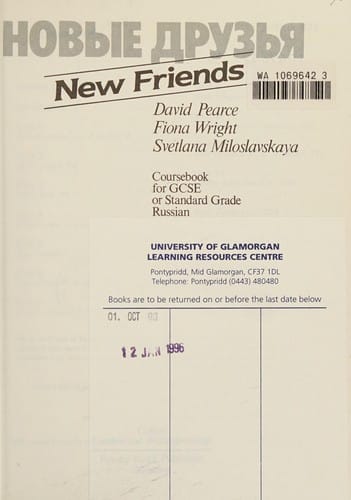 НОВЫЕ ДРУЗЬЯ
New Friends
WA 1069642 3
David Pearce
Fiona Wright
Svetlana Miloslavskaya
Coursebook
for GCSE
or Standard Grade
Russian
UNIVERSITY OF GLAMORGAN
LEARNING RESOURCES CENTRE
Pontypridd, Mid Glamorgan, CF37 1DL
Telephone: Pontypridd (0443) 480480
Books are to be returned on or before the last date below
01. OCT
12 JAN 1996